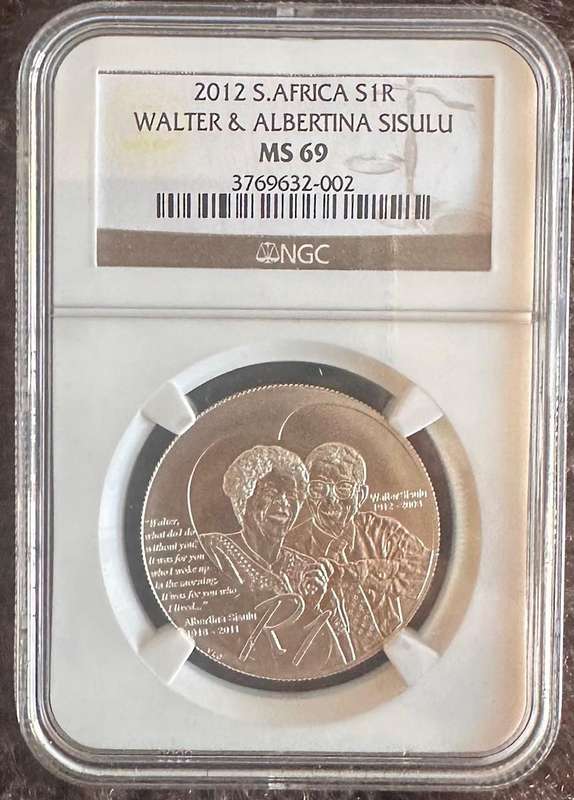 2012 S.AFRICA S1R
WALTER & ALBERTINA SISULU
MS 69
3769632-002
NGC
"Walter,
what do I do
without you?
It was for you
who I woke up
in the morning,
It was for you who
I lived..."
Albertina Sisulu
1918 - 2011
Walter Sisulu
1912 - 2003
R1